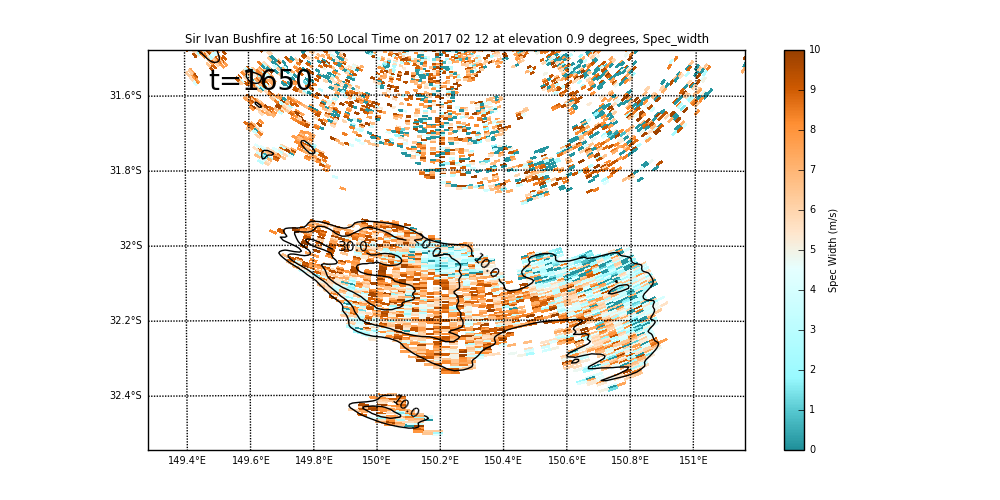 Sir Ivan Bushfire at 16:50 Local Time on 2017 02 12 at elevation 0.9 degrees, Spec_width
t=1650
31.6°S
31.8°S
32°S
32.2°S
32.4°S
30.0
10.0
10.0
149.4°E 149.6°E 149.8°E 150°E 150.2°E 150.4°E 150.6°E 150.8°E 151°E
10
9
8
7
6
5
4
3
2
1
0
Spec Width (m/s)